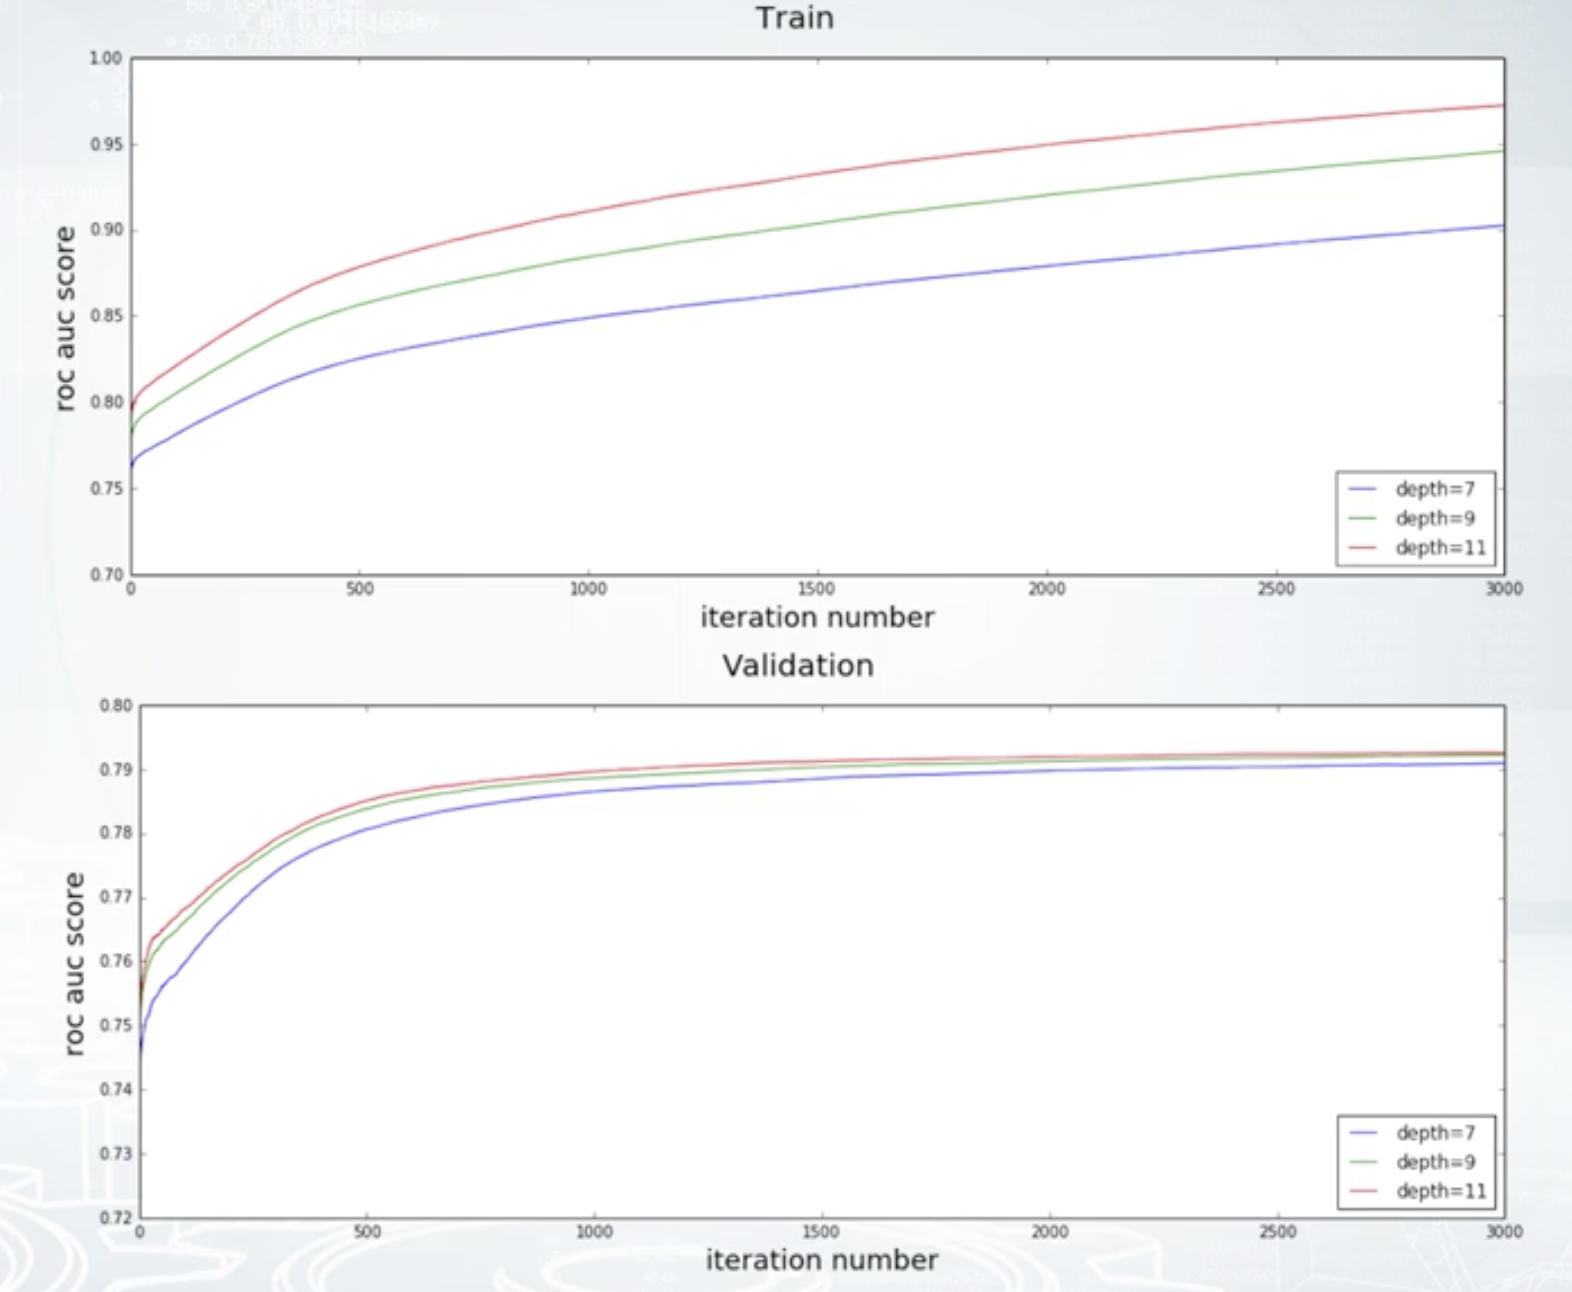 Train
1.00
0.95
0.90
0.85
0.80
0.75
0.70
roc auc score
depth=7
depth=9
depth=11
0 500 1000 1500 2000 2500 3000
iteration number
Validation
0.80
0.79
0.78
0.77
0.76
0.75
0.74
0.73
0.72
roc auc score
depth=7
depth=9
depth=11
0 500 1000 1500 2000 2500 3000
iteration number